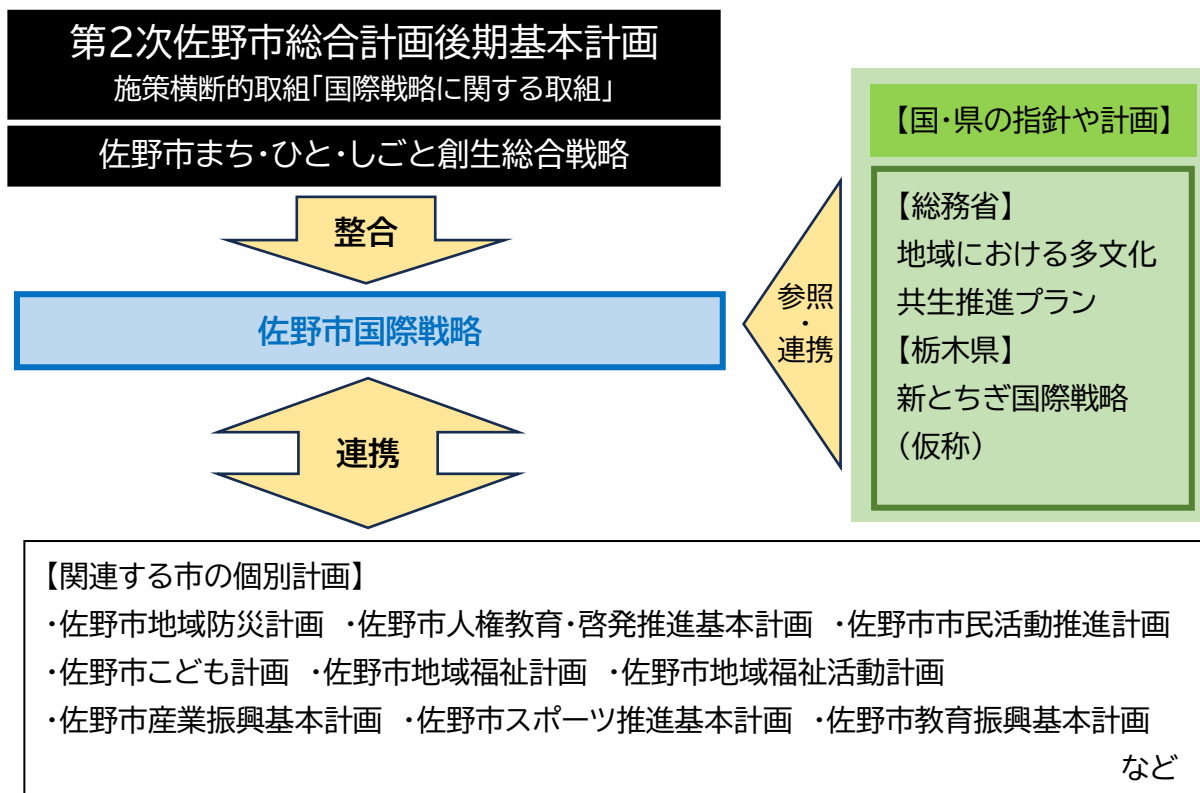 第2次佐野市総合計画後期基本計画
施策横断的取組「国際戦略に関する取組」
佐野市まち・ひと・しごと創生総合戦略
整合
佐野市国際戦略
連携
参照
・
連携
【国・県の指針や計画】
【総務省】
地域における多文化
共生推進プラン
【栃木県】
新とちぎ国際戦略
(仮称)
【関連する市の個別計画】
・佐野市地域防災計画 ・佐野市人権教育・啓発推進基本計画 ・佐野市市民活動推進計画
・佐野市こども計画 ・佐野市地域福祉計画 ・佐野市地域福祉活動計画
・佐野市産業振興基本計画 ・佐野市スポーツ推進基本計画 ・佐野市教育振興基本計画
など